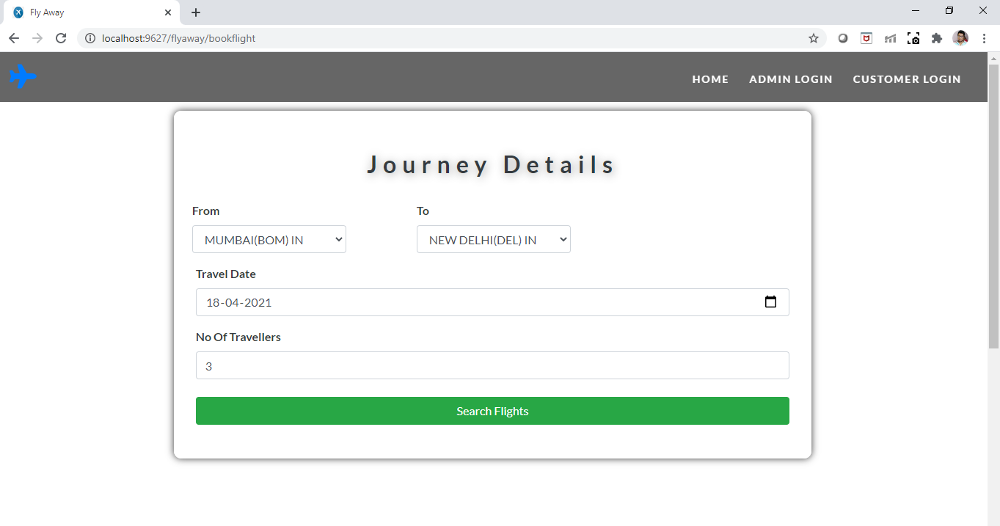 Fly Away
localhost:9627/flyaway/bookflight
HOME ADMIN LOGIN CUSTOMER LOGIN
Journey Details
From To
MUMBAI(BOM) IN NEW DELHI(DEL) IN
Travel Date
18-04-2021
No Of Travellers
3
Search Flights